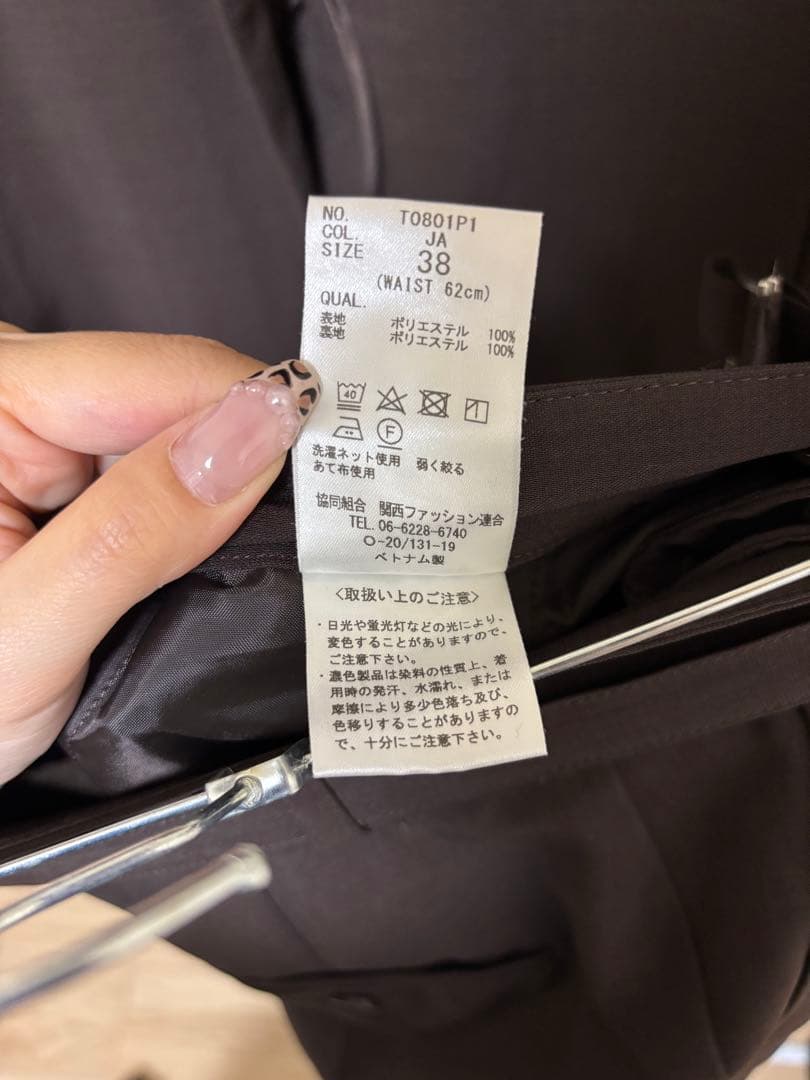 NO. T0801P1
COL. JA
SIZE 38
(WAIST 62cm)
QUAL.
表地 ポリエステル 100%
裏地 ポリエステル 100%
40
F
洗濯ネット使用 弱く絞る
あて布使用
協同組合 関西ファッション連合
TEL. 06-6228-6740
O-20/131-19
ベトナム製
〈取扱い上のご注意〉
・日光や蛍光灯などの光により、
変色することがありますので、
ご注意下さい。
・濃色製品は染料の性質上、着
用時の発汗、水濡れ、または
摩擦により多少色落ち及び、
色移りすることがありますの
で、十分にご注意下さい。